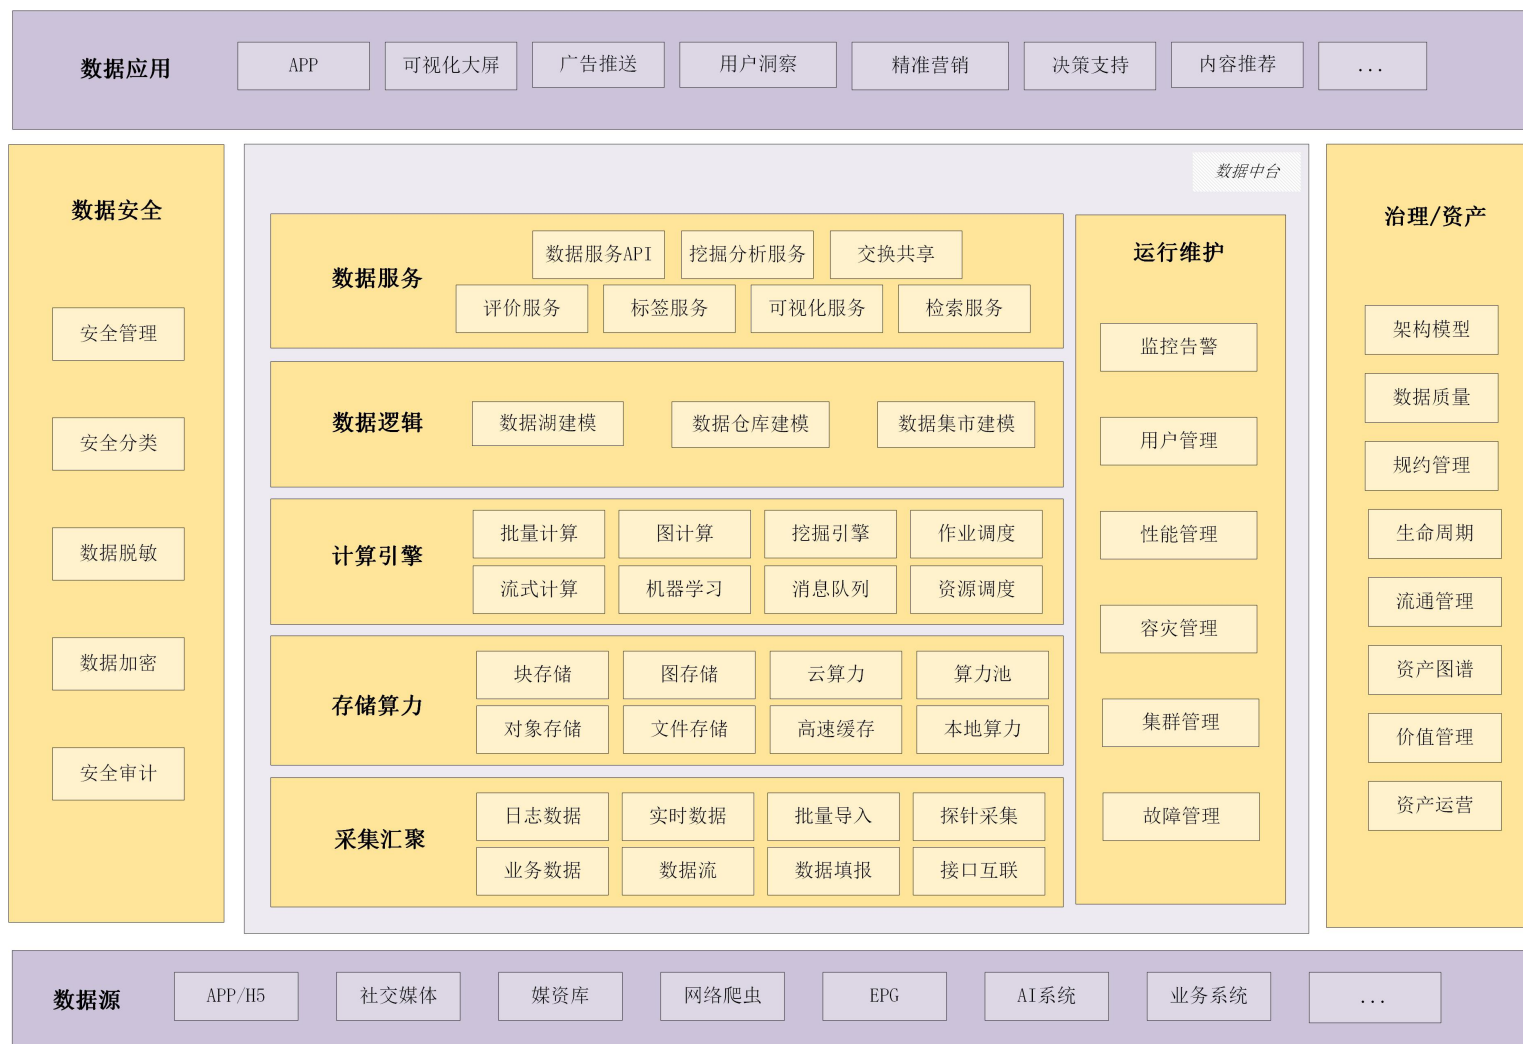 数据应用
APP 可视化大屏 广告推送 用户洞察 精准营销 决策支持 内容推荐 ...
数据安全
安全管理
安全分类
数据脱敏
数据加密
安全审计
数据中台
数据服务
数据服务API 挖掘分析服务 交换共享
评价服务 标签服务 可视化服务 检索服务
数据逻辑
数据湖建模 数据仓库建模 数据集市建模
计算引擎
批量计算 图计算 挖掘引擎 作业调度
流式计算 机器学习 消息队列 资源调度
存储算力
块存储 图存储 云算力 算力池
对象存储 文件存储 高速缓存 本地算力
采集汇聚
日志数据 实时数据 批量导入 探针采集
业务数据 数据流 数据填报 接口互联
运行维护
监控告警
用户管理
性能管理
容灾管理
集群管理
故障管理
治理/资产
架构模型
数据质量
规约管理
生命周期
流通管理
资产图谱
价值管理
资产运营
数据源
APP/H5 社交媒体 媒资库 网络爬虫 EPG AI系统 业务系统 ...